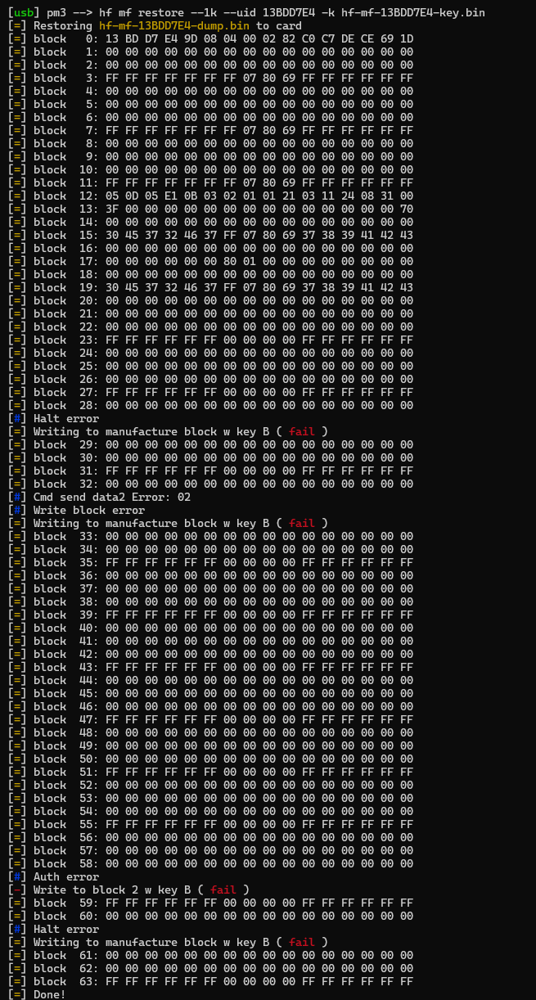 [usb] pm3 --> hf mf restore --1k --uid 13BDD7E4 -k hf-mf-13BDD7E4-key.bin
[=] Restoring hf-mf-13BDD7E4-dump.bin to card
[=] block   0: 13 BD D7 E4 9D 08 04 00 02 82 C0 C7 DE CE 69 1D
[=] block   1: 00 00 00 00 00 00 00 00 00 00 00 00 00 00 00 00
[=] block   2: 00 00 00 00 00 00 00 00 00 00 00 00 00 00 00 00
[=] block   3: FF FF FF FF FF FF FF 07 80 69 FF FF FF FF FF FF
[=] block   4: 00 00 00 00 00 00 00 00 00 00 00 00 00 00 00 00
[=] block   5: 00 00 00 00 00 00 00 00 00 00 00 00 00 00 00 00
[=] block   6: 00 00 00 00 00 00 00 00 00 00 00 00 00 00 00 00
[=] block   7: FF FF FF FF FF FF FF 07 80 69 FF FF FF FF FF FF
[=] block   8: 00 00 00 00 00 00 00 00 00 00 00 00 00 00 00 00
[=] block   9: 00 00 00 00 00 00 00 00 00 00 00 00 00 00 00 00
[=] block  10: 00 00 00 00 00 00 00 00 00 00 00 00 00 00 00 00
[=] block  11: FF FF FF FF FF FF FF 07 80 69 FF FF FF FF FF FF
[=] block  12: 05 0D 05 E1 0B 03 02 01 01 21 03 11 24 08 31 00
[=] block  13: 3F 00 00 00 00 00 00 00 00 00 00 00 00 00 00 70
[=] block  14: 00 00 00 00 00 00 00 00 00 00 00 00 00 00 00 00
[=] block  15: 30 45 37 32 46 37 FF 07 80 69 37 38 39 41 42 43
[=] block  16: 00 00 00 00 00 00 00 00 00 00 00 00 00 00 00 00
[=] block  17: 00 00 00 00 00 00 80 01 00 00 00 00 00 00 00 00
[=] block  18: 00 00 00 00 00 00 00 00 00 00 00 00 00 00 00 00
[=] block  19: 30 45 37 32 46 37 FF 07 80 69 37 38 39 41 42 43
[=] block  20: 00 00 00 00 00 00 00 00 00 00 00 00 00 00 00 00
[=] block  21: 00 00 00 00 00 00 00 00 00 00 00 00 00 00 00 00
[=] block  22: 00 00 00 00 00 00 00 00 00 00 00 00 00 00 00 00
[=] block  23: FF FF FF FF FF FF 00 00 00 00 FF FF FF FF FF FF
[=] block  24: 00 00 00 00 00 00 00 00 00 00 00 00 00 00 00 00
[=] block  25: 00 00 00 00 00 00 00 00 00 00 00 00 00 00 00 00
[=] block  26: 00 00 00 00 00 00 00 00 00 00 00 00 00 00 00 00
[=] block  27: FF FF FF FF FF FF 00 00 00 00 FF FF FF FF FF FF
[=] block  28: 00 00 00 00 00 00 00 00 00 00 00 00 00 00 00 00
[#] Halt error
[=] Writing to manufacture block w key B ( fail )
[=] block  29: 00 00 00 00 00 00 00 00 00 00 00 00 00 00 00 00
[=] block  30: 00 00 00 00 00 00 00 00 00 00 00 00 00 00 00 00
[=] block  31: FF FF FF FF FF FF 00 00 00 00 FF FF FF FF FF FF
[=] block  32: 00 00 00 00 00 00 00 00 00 00 00 00 00 00 00 00
[#] Cmd send data2 Error: 02
[#] Write block error
[=] Writing to manufacture block w key B ( fail )
[=] block  33: 00 00 00 00 00 00 00 00 00 00 00 00 00 00 00 00
[=] block  34: 00 00 00 00 00 00 00 00 00 00 00 00 00 00 00 00
[=] block  35: FF FF FF FF FF FF 00 00 00 00 FF FF FF FF FF FF
[=] block  36: 00 00 00 00 00 00 00 00 00 00 00 00 00 00 00 00
[=] block  37: 00 00 00 00 00 00 00 00 00 00 00 00 00 00 00 00
[=] block  38: 00 00 00 00 00 00 00 00 00 00 00 00 00 00 00 00
[=] block  39: FF FF FF FF FF FF 00 00 00 00 FF FF FF FF FF FF
[=] block  40: 00 00 00 00 00 00 00 00 00 00 00 00 00 00 00 00
[=] block  41: 00 00 00 00 00 00 00 00 00 00 00 00 00 00 00 00
[=] block  42: 00 00 00 00 00 00 00 00 00 00 00 00 00 00 00 00
[=] block  43: FF FF FF FF FF FF 00 00 00 00 FF FF FF FF FF FF
[=] block  44: 00 00 00 00 00 00 00 00 00 00 00 00 00 00 00 00
[=] block  45: 00 00 00 00 00 00 00 00 00 00 00 00 00 00 00 00
[=] block  46: 00 00 00 00 00 00 00 00 00 00 00 00 00 00 00 00
[=] block  47: FF FF FF FF FF FF 00 00 00 00 FF FF FF FF FF FF
[=] block  48: 00 00 00 00 00 00 00 00 00 00 00 00 00 00 00 00
[=] block  49: 00 00 00 00 00 00 00 00 00 00 00 00 00 00 00 00
[=] block  50: 00 00 00 00 00 00 00 00 00 00 00 00 00 00 00 00
[=] block  51: FF FF FF FF FF FF 00 00 00 00 FF FF FF FF FF FF
[=] block  52: 00 00 00 00 00 00 00 00 00 00 00 00 00 00 00 00
[=] block  53: 00 00 00 00 00 00 00 00 00 00 00 00 00 00 00 00
[=] block  54: 00 00 00 00 00 00 00 00 00 00 00 00 00 00 00 00
[=] block  55: FF FF FF FF FF FF 00 00 00 00 FF FF FF FF FF FF
[=] block  56: 00 00 00 00 00 00 00 00 00 00 00 00 00 00 00 00
[=] block  57: 00 00 00 00 00 00 00 00 00 00 00 00 00 00 00 00
[=] block  58: 00 00 00 00 00 00 00 00 00 00 00 00 00 00 00 00
[#] Auth error
[-] Write to block 2 w key B ( fail )
[=] block  59: FF FF FF FF FF FF 00 00 00 00 FF FF FF FF FF FF
[=] block  60: 00 00 00 00 00 00 00 00 00 00 00 00 00 00 00 00
[#] Halt error
[=] Writing to manufacture block w key B ( fail )
[=] block  61: 00 00 00 00 00 00 00 00 00 00 00 00 00 00 00 00
[=] block  62: 00 00 00 00 00 00 00 00 00 00 00 00 00 00 00 00
[=] block  63: FF FF FF FF FF FF 00 00 00 00 FF FF FF FF FF FF
[=] Done!